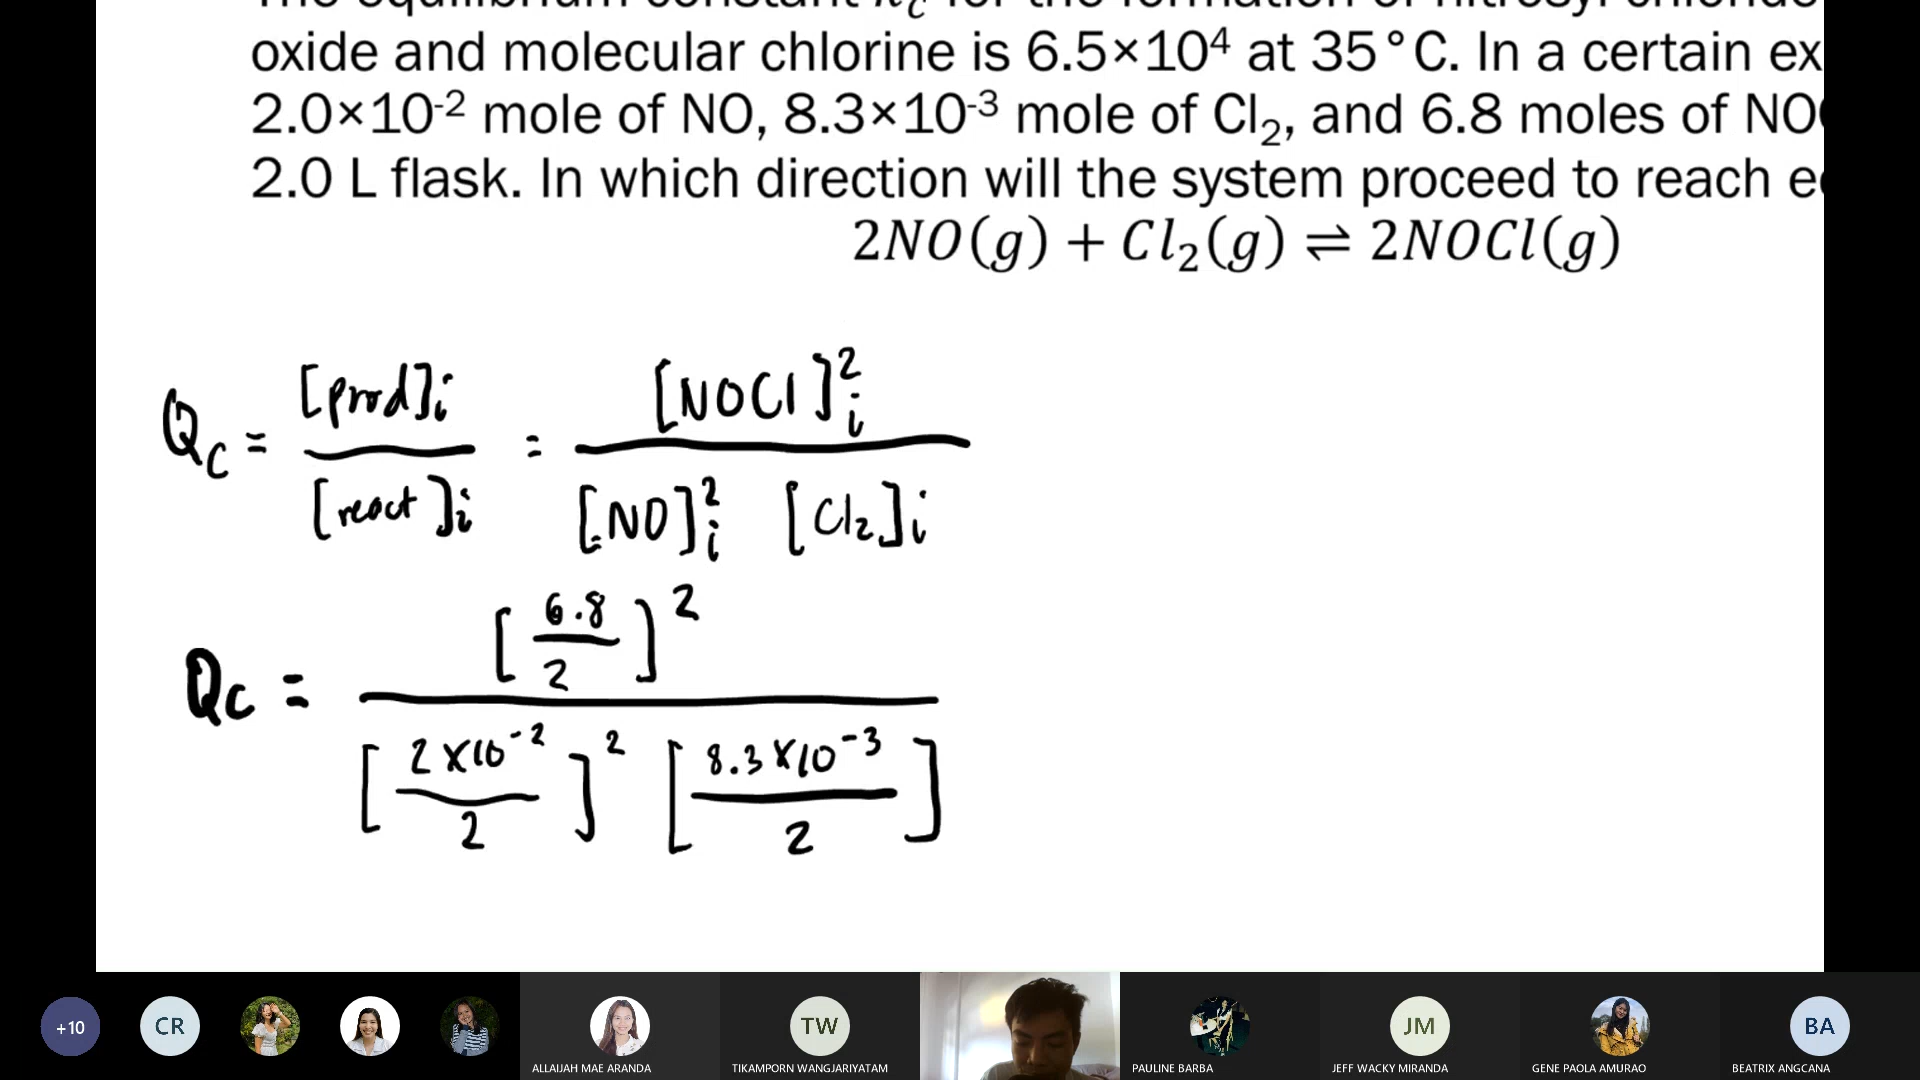 oxide and molecular chlorine is 6.5×10⁴ at 35°C. In a certain ex
2.0×10⁻² mole of NO, 8.3×10⁻³ mole of Cl₂, and 6.8 moles of NO
2.0 L flask. In which direction will the system proceed to reach e
2NO(g) + Cl₂(g) ⇌ 2NOCl(g)
Qc = [prod]i / [react]i = [NOCl]²i / [NO]²i [Cl₂]i
Qc = [6.8/2]² / [2×10⁻²/2]² [8.3×10⁻³/2]
+10 CR TW JM BA
ALLAIJAH MAE ARANDA TIKAMPORN WANGJARIYATAM PAULINE BARBA JEFF WACKY MIRANDA GENE PAOLA AMURAO BEATRIX ANGCANA